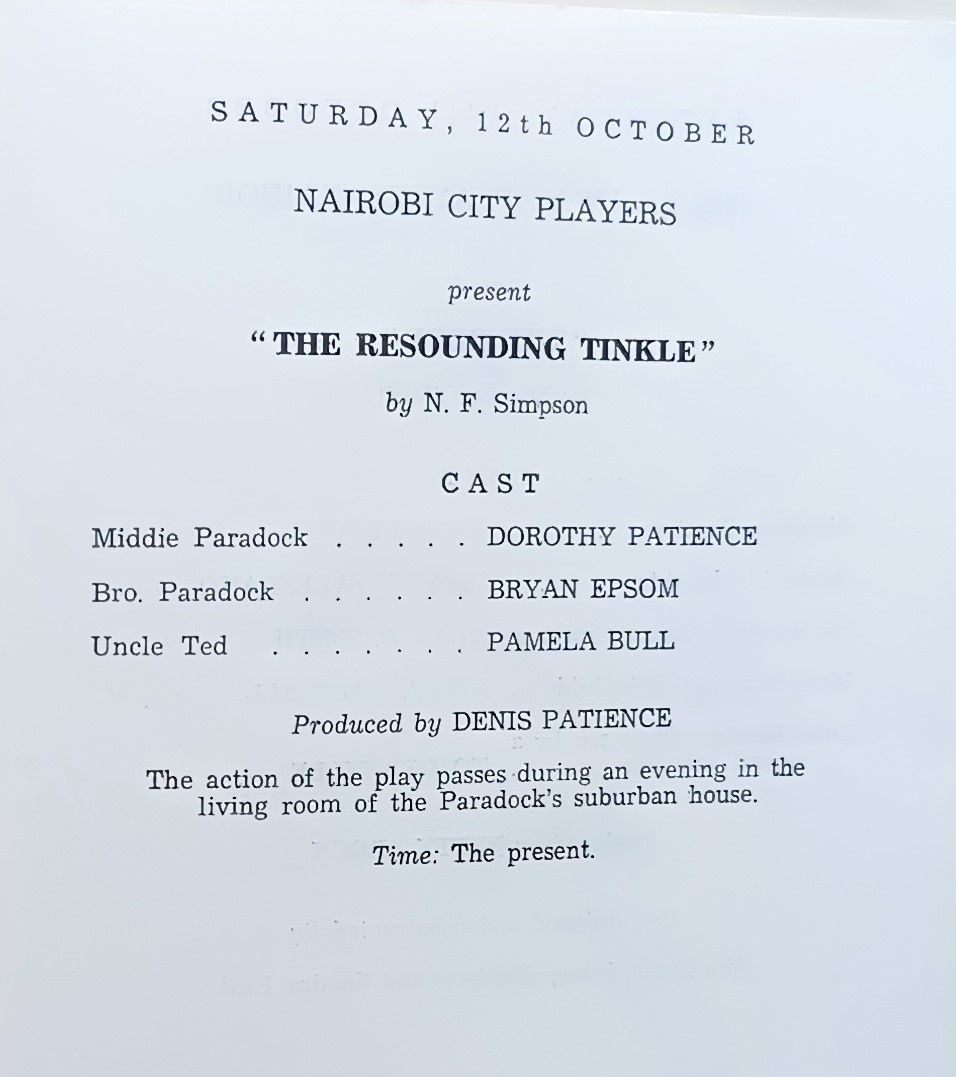 SATURDAY, 12th OCTOBER
NAIROBI CITY PLAYERS
present
“THE RESOUNDING TINKLE”
by N. F. Simpson
CAST
Middie Paradock . . . . . DOROTHY PATIENCE
Bro. Paradock . . . . . . BRYAN EPSOM
Uncle Ted . . . . . . . PAMELA BULL
Produced by DENIS PATIENCE
The action of the play passes during an evening in the
living room of the Paradock's suburban house.
Time: The present.